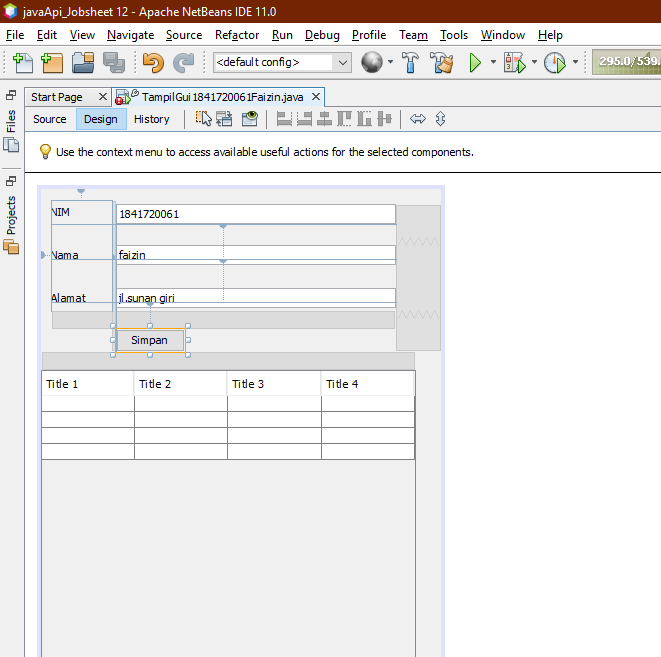 javaApi_Jobsheet 12 - Apache NetBeans IDE 11.0
File Edit View Navigate Source Refactor Run Debug Profile Team Tools Window Help
<default config> 295.0/539.
Start Page TampilGui1841720061Faizin.java
Source Design History
Files
Use the context menu to access available useful actions for the selected components.
Projects
NIM 1841720061
Nama faizin
Alamat jl.sunan giri
Simpan
Title 1 Title 2 Title 3 Title 4